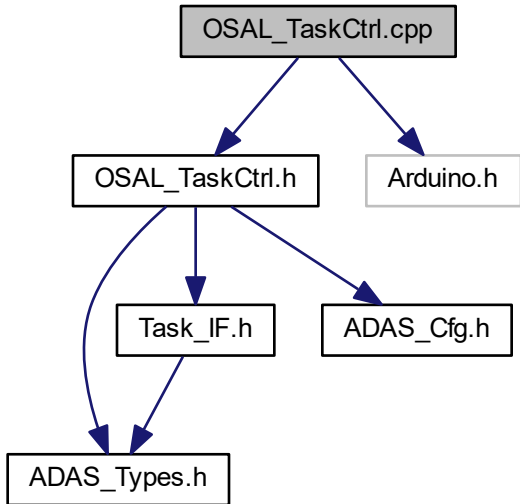 OSAL_TaskCtrl.cpp
OSAL_TaskCtrl.h
Arduino.h
Task_IF.h
ADAS_Cfg.h
ADAS_Types.h